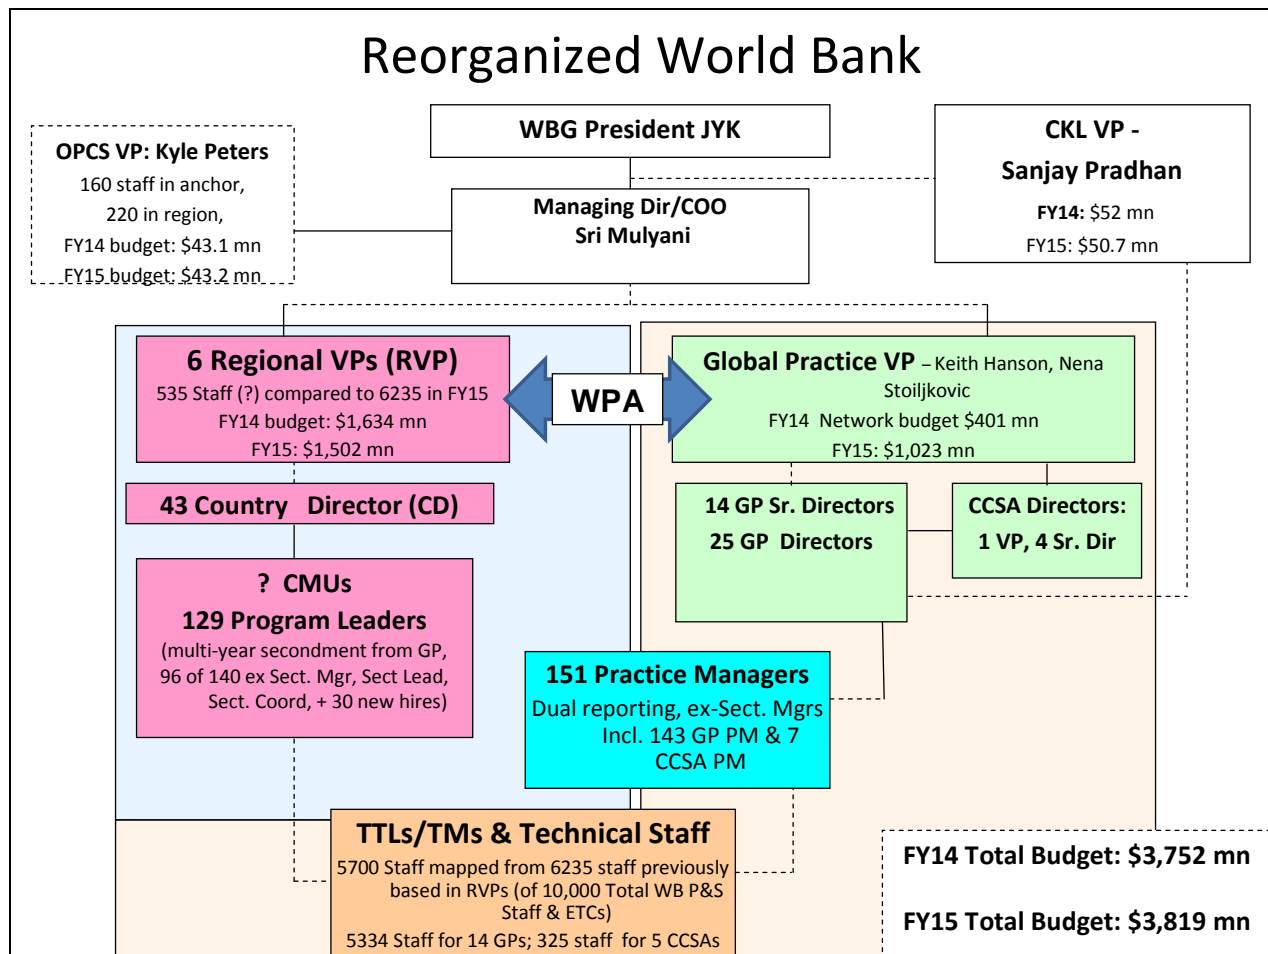 Reorganized World Bank
WBG President JYK
OPCS VP: Kyle Peters
160 staff in anchor,
220 in region,
FY14 budget: $43.1 mn
FY15 budget: $43.2 mn
Managing Dir/COO
Sri Mulyani
CKL VP -
Sanjay Pradhan
FY14: $52 mn
FY15: $50.7 mn
6 Regional VPs (RVP)
535 Staff (?) compared to 6235 in FY15
FY14 budget: $1,634 mn
FY15: $1,502 mn
WPA
Global Practice VP – Keith Hanson, Nena
Stoiljkovic
FY14 Network budget $401 mn
FY15: $1,023 mn
43 Country Director (CD)
14 GP Sr. Directors
25 GP Directors
CCSA Directors:
1 VP, 4 Sr. Dir
? CMUs
129 Program Leaders
(multi-year secondment from GP,
96 of 140 ex Sect. Mgr, Sect Lead,
Sect. Coord, + 30 new hires)
151 Practice Managers
Dual reporting, ex-Sect. Mgrs
Incl. 143 GP PM & 7
CCSA PM
TTLs/TMs & Technical Staff
5700 Staff mapped from 6235 staff previously
based in RVPs (of 10,000 Total WB P&S
Staff & ETCs)
5334 Staff for 14 GPs; 325 staff for 5 CCSAs
FY14 Total Budget: $3,752 mn
FY15 Total Budget: $3,819 mn